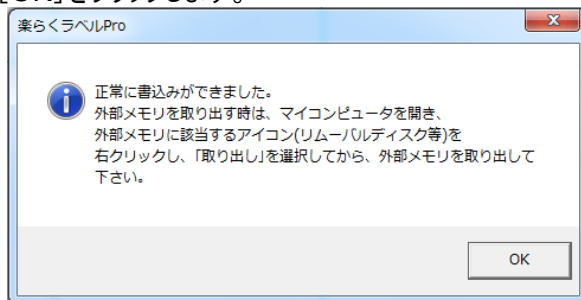 [OK]をクリックします。
楽らくラベルPro
正常に書込みができました。
外部メモリを取り出す時は、マイコンピュータを開き、
外部メモリに該当するアイコン(リムーバルディスク等)を
右クリックし、「取り出し」を選択してから、外部メモリを取り出して
下さい。
OK